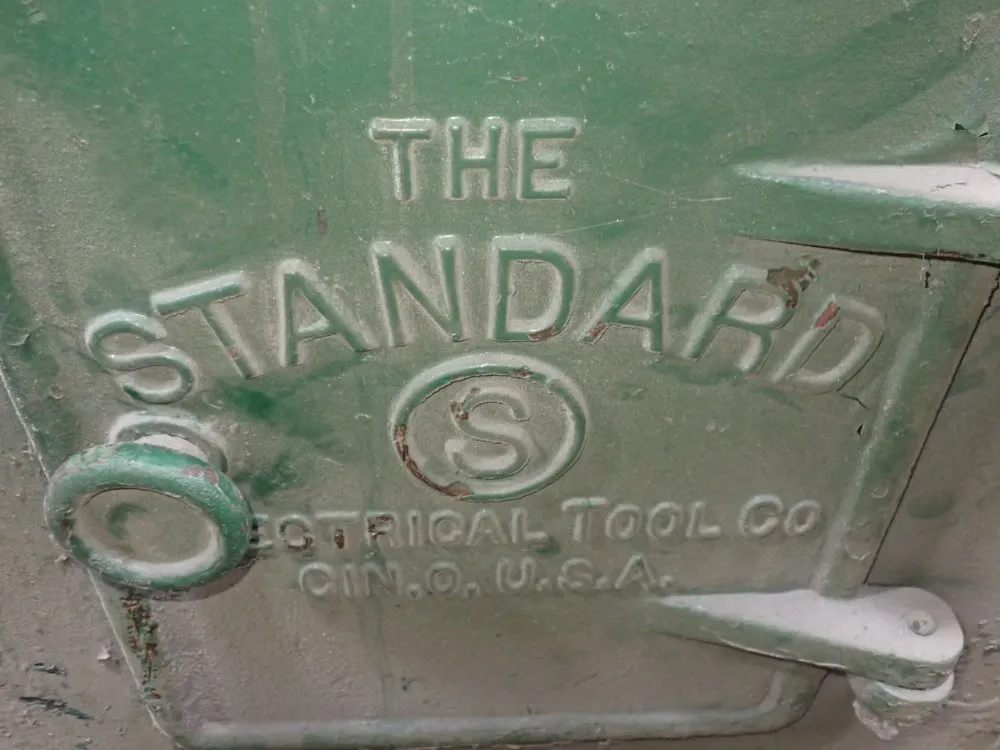 THE
STANDARD
S
ECTRICAL TOOL CO
CIN.O. U.S.A.